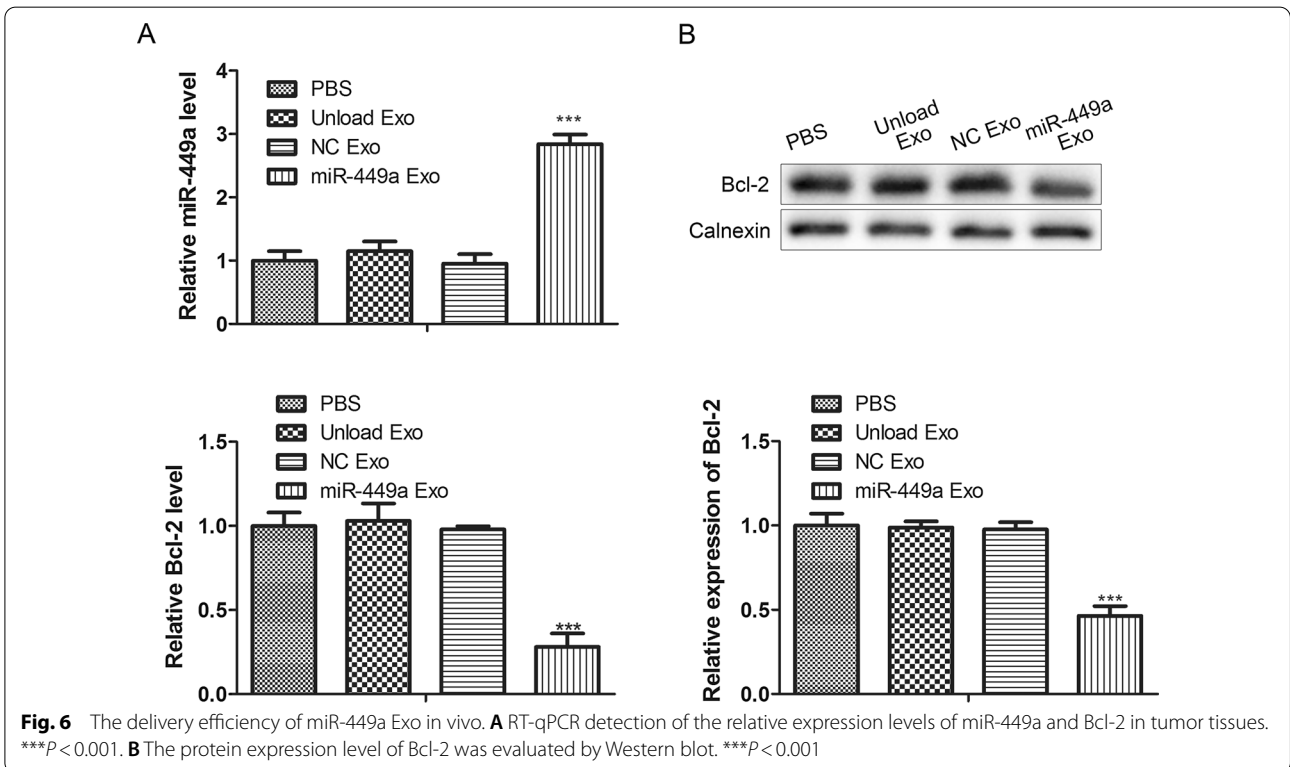 A
Relative miR-449a level
4
3
2
1
0
PBS
Unload Exo
NC Exo
miR-449a Exo
***
Relative Bcl-2 level
1.5
1.0
0.5
0.0
PBS
Unload Exo
NC Exo
miR-449a Exo
***
B
PBS
Unload
Exo
NC Exo
miR-449a
Exo
Bcl-2
Calnexin
Relative expression of Bcl-2
1.5
1.0
0.5
0.0
PBS
Unload Exo
NC Exo
miR-449a Exo
***
Fig. 6 The delivery efficiency of miR-449a Exo in vivo. A RT-qPCR detection of the relative expression levels of miR-449a and Bcl-2 in tumor tissues.
***P < 0.001. B The protein expression level of Bcl-2 was evaluated by Western blot. ***P < 0.001